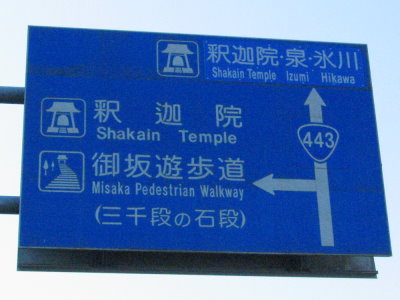 釈迦院・泉・氷川
Shakain Temple Izumi Hikawa
釈迦院
Shakain Temple
443
御坂遊歩道
Misaka Pedestrian Walkway
(三千段の石段)